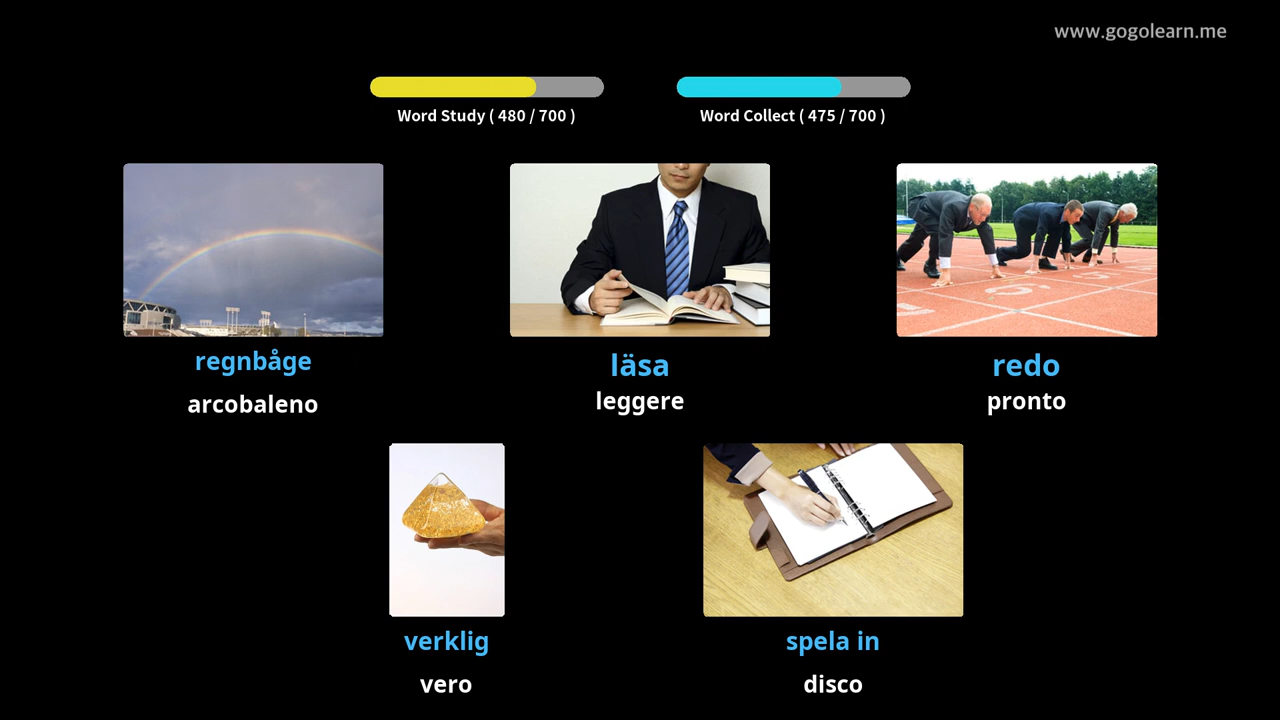 www.gogolearn.me
Word Study ( 480 / 700 )
Word Collect ( 475 / 700 )
regnbåge
arcobaleno
läsa
leggere
redo
pronto
verklig
vero
spela in
disco